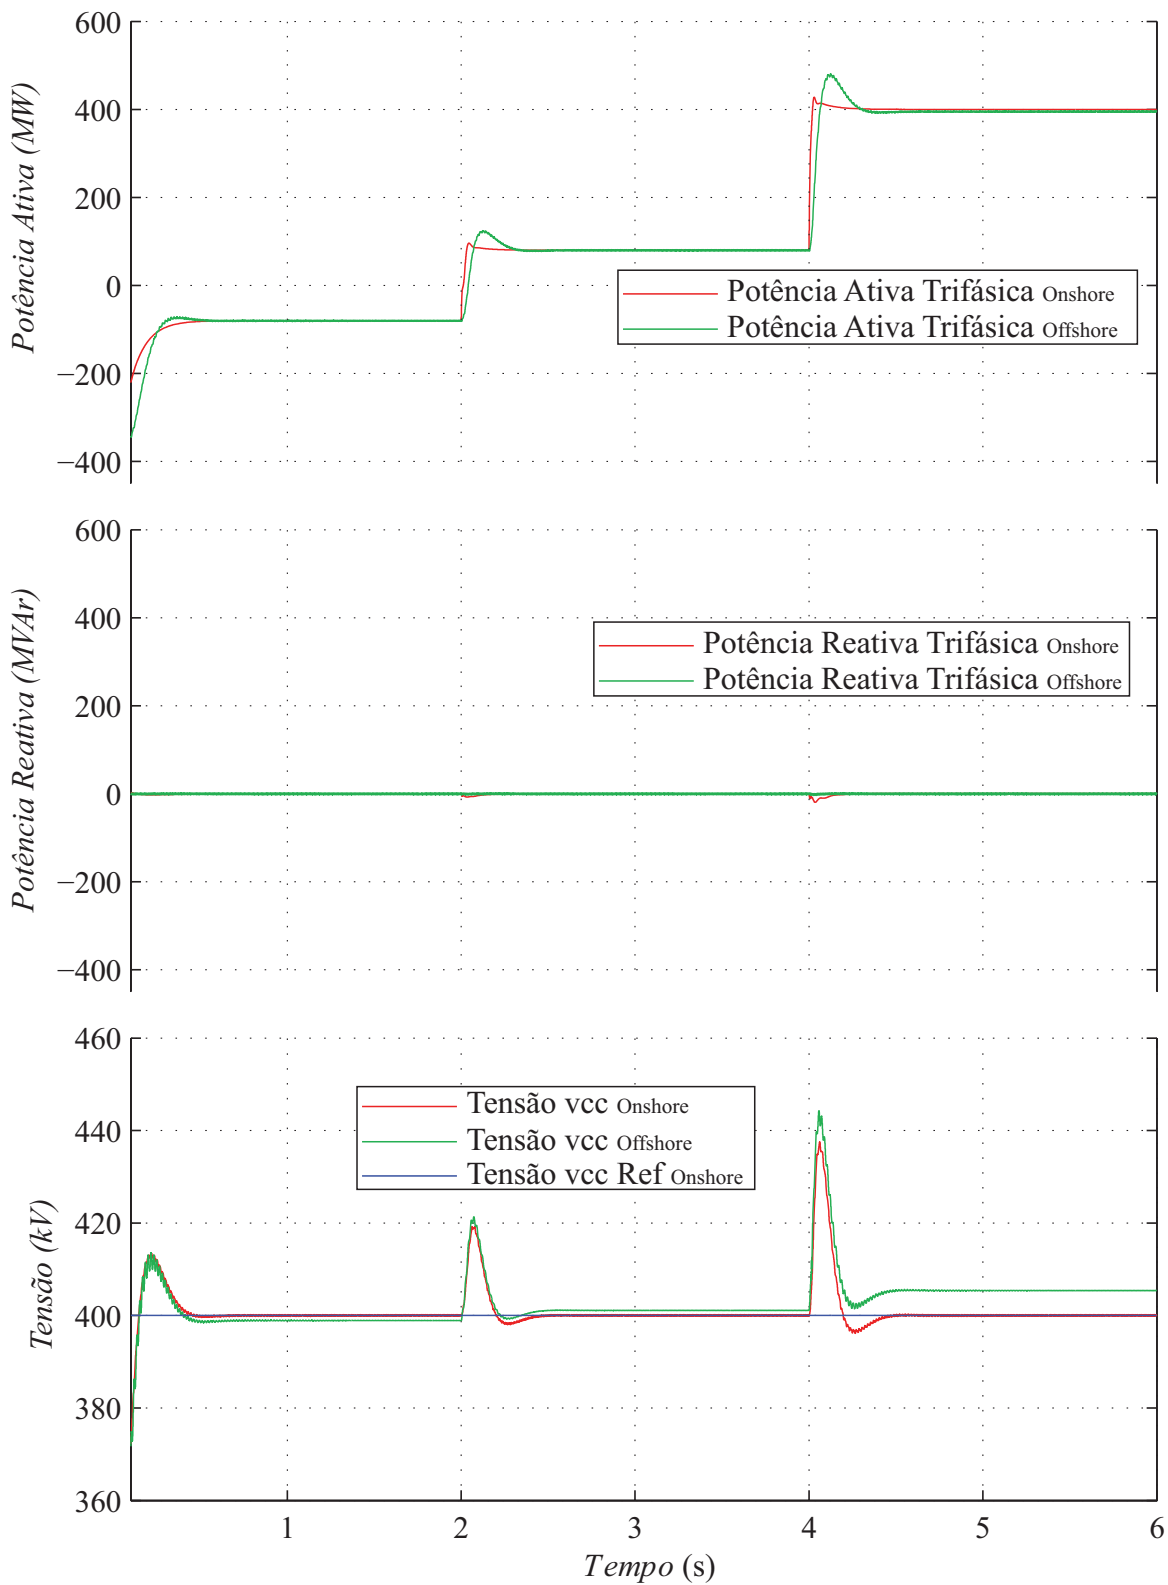 600
400
200
0
−200
−400
Potência Ativa (MW)
Potência Ativa Trifásica Onshore
Potência Ativa Trifásica Offshore
600
400
200
0
−200
−400
Potência Reativa (MVAr)
Potência Reativa Trifásica Onshore
Potência Reativa Trifásica Offshore
460
440
420
400
380
360
Tensão (kV)
Tensão vcc Onshore
Tensão vcc Offshore
Tensão vcc Ref Onshore
1 2 3 4 5 6
Tempo (s)